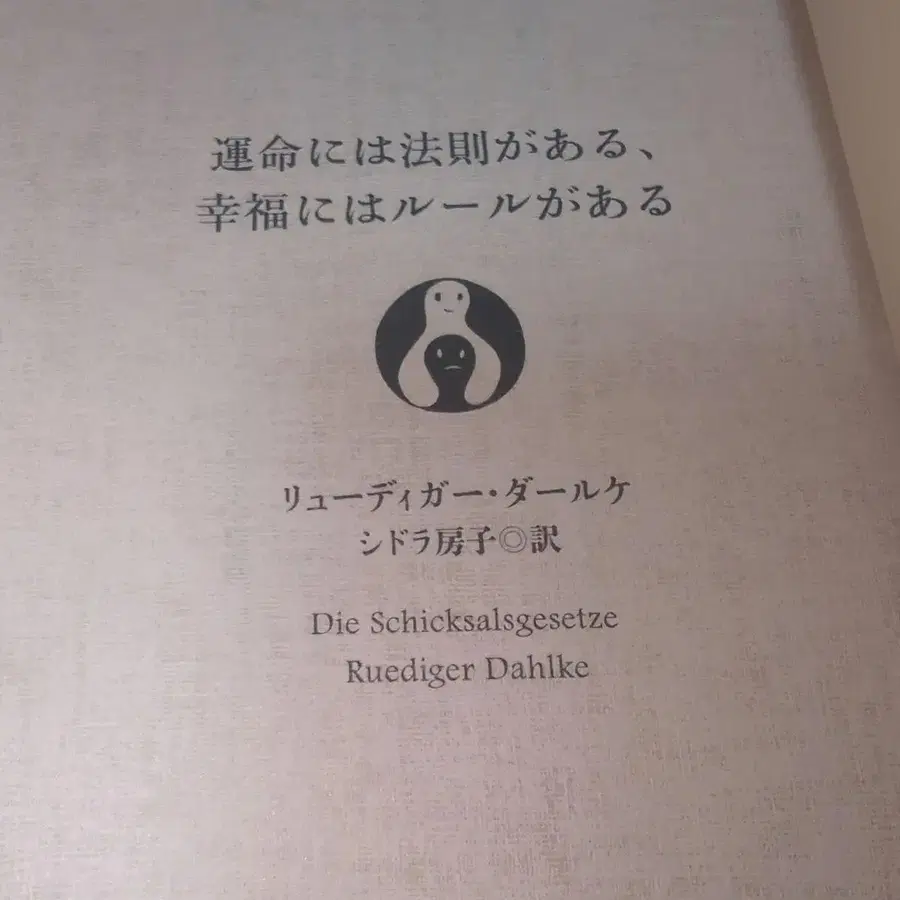 運命には法則がある、
幸福にはルールがある
リューディガー・ダールケ
シドラ房子◎訳
Die Schicksalsgesetze
Ruediger Dahlke